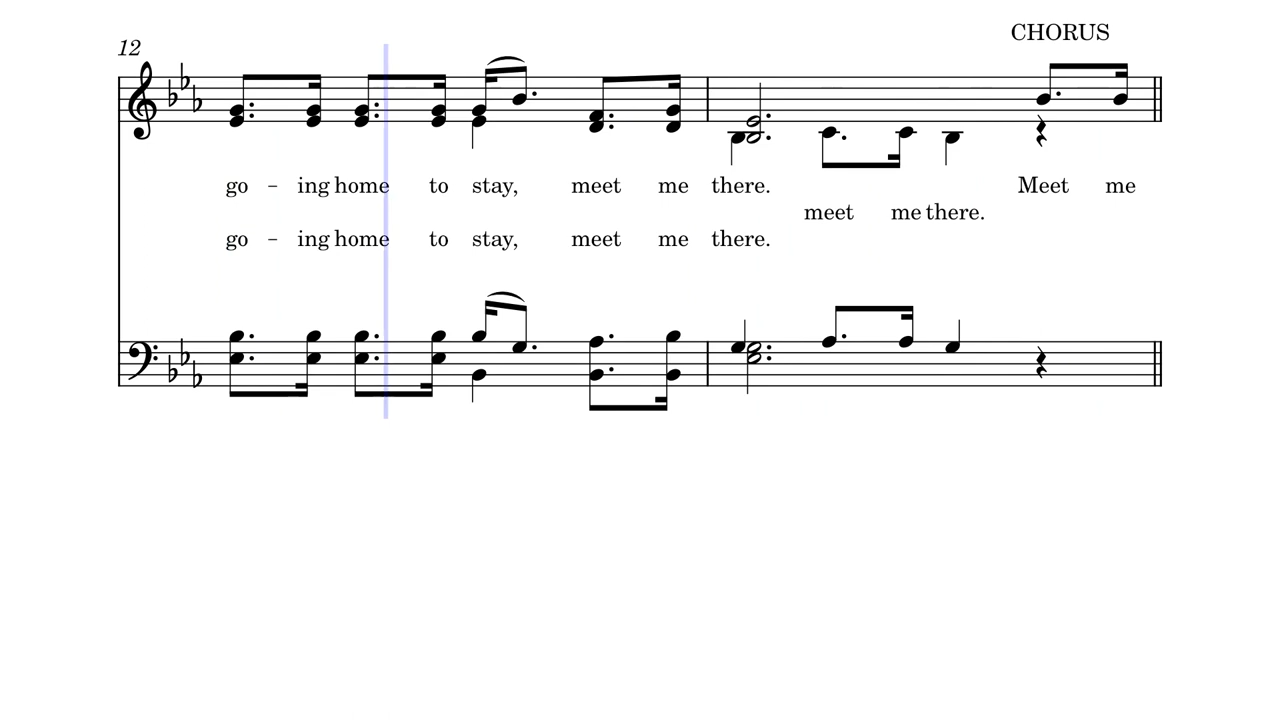 CHORUS
12
go - ing home to stay, meet me there. Meet me
meet me there.
go - ing home to stay, meet me there.